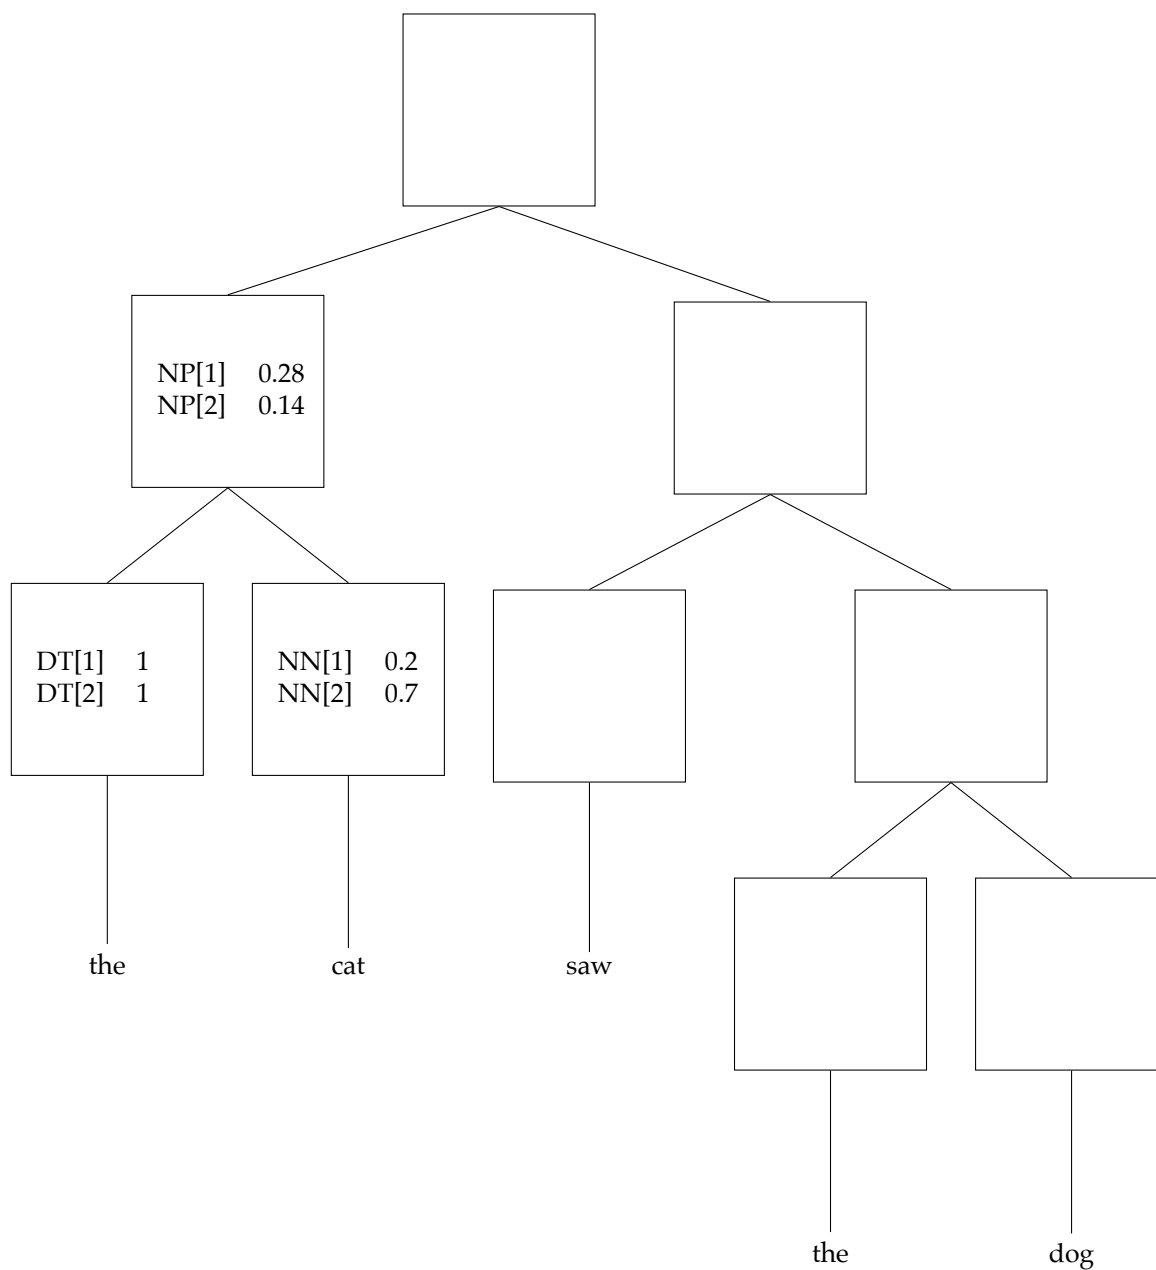 NP[1] 0.28
NP[2] 0.14
DT[1] 1
DT[2] 1
NN[1] 0.2
NN[2] 0.7
the
cat
saw
the
dog